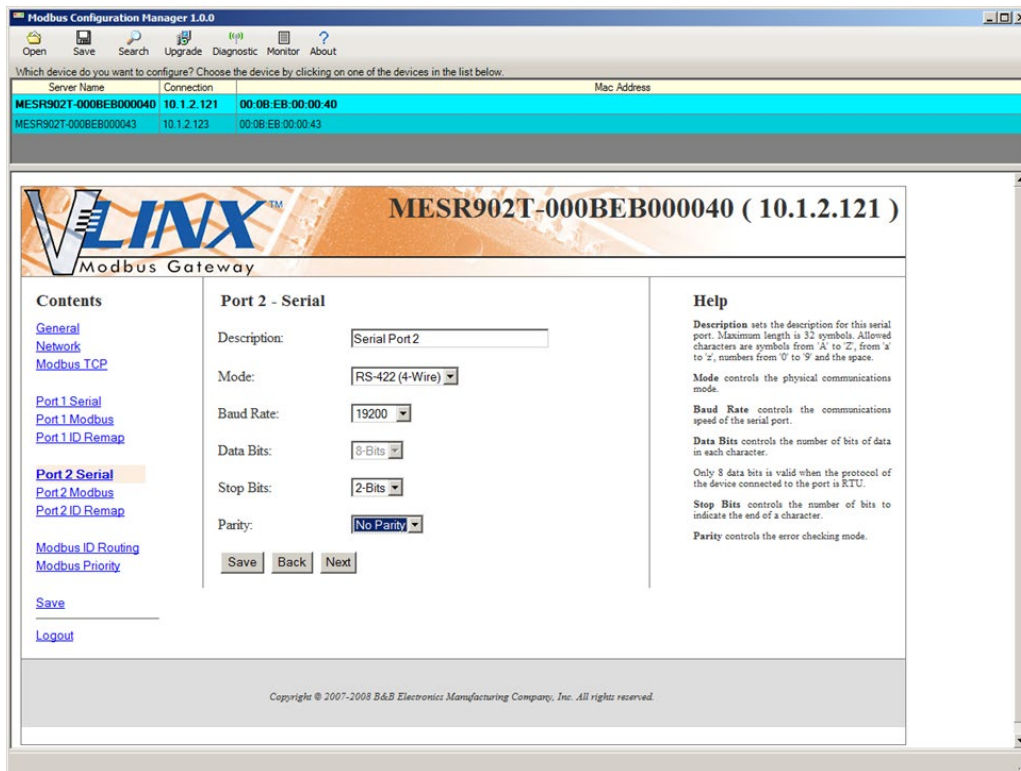 Modbus Configuration Manager 1.0.0
Open Save Search Upgrade Diagnostic Monitor About
Which device do you want to configure? Choose the device by clicking on one of the devices in the list below.
Server Name Connection Mac Address
MESR902T-000BEB000040 10.1.2.121 00:0B:EB:00:00:40
MESR902T-000BEB000043 10.1.2.123 00:0B:EB:00:00:43
VLINX™
Modbus Gateway
MESR902T-000BEB000040 ( 10.1.2.121 )
Contents
General
Network
Modbus TCP
Port 1 Serial
Port 1 Modbus
Port 1 ID Remap
Port 2 Serial
Port 2 Modbus
Port 2 ID Remap
Modbus ID Routing
Modbus Priority
Save
Logout
Port 2 - Serial
Description: Serial Port 2
Mode: RS-422 (4-Wire)
Baud Rate: 19200
Data Bits: 8-Bits
Stop Bits: 2-Bits
Parity: No Parity
Save Back Next
Help
Description sets the description for this serial
port. Maximum length is 32 symbols. Allowed
characters are symbols from 'A' to 'Z', from 'a'
to 'z', numbers from '0' to '9' and the space.
Mode controls the physical communications
mode.
Baud Rate controls the communications
speed of the serial port.
Data Bits controls the number of bits of data
in each character.
Only 8 data bits is valid when the protocol of
the device connected to the port is RTU.
Stop Bits controls the number of bits to
indicate the end of a character.
Parity controls the error checking mode.
Copyright © 2007-2008 B&B Electronics Manufacturing Company, Inc. All rights reserved.